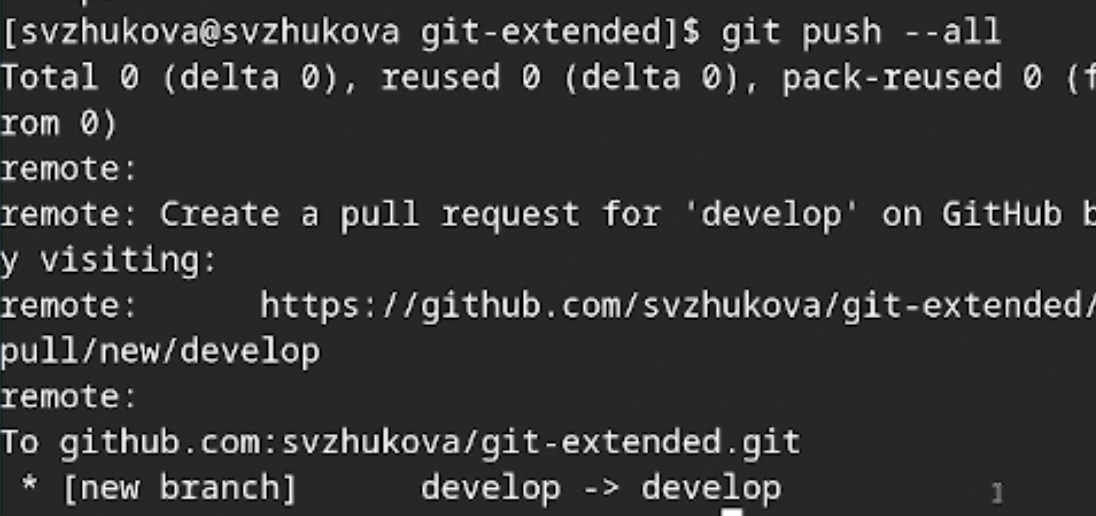 [svzhukova@svzhukova git-extended]$ git push --all
Total 0 (delta 0), reused 0 (delta 0), pack-reused 0 (f
rom 0)
remote:
remote: Create a pull request for 'develop' on GitHub b
y visiting:
remote:      https://github.com/svzhukova/git-extended/
pull/new/develop
remote:
To github.com:svzhukova/git-extended.git
 * [new branch]      develop -> develop